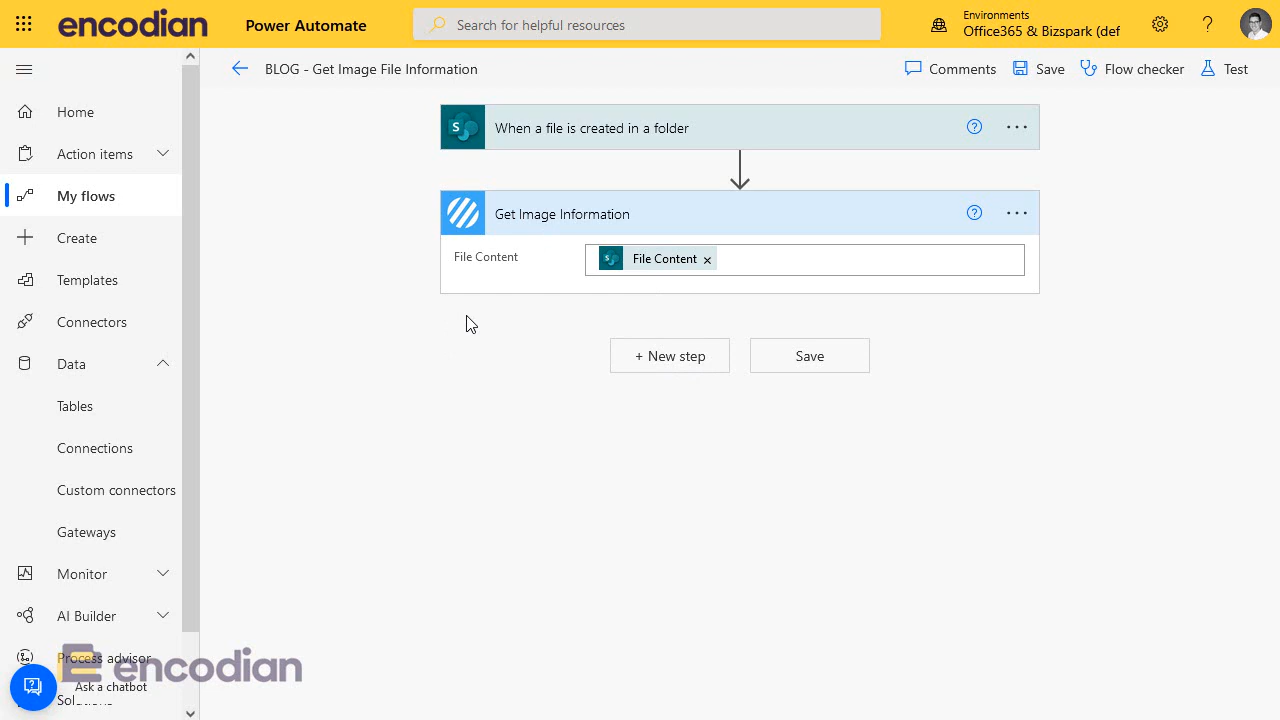 encodian
Power Automate
Search for helpful resources
Environments
Office365 & Bizspark (def
?
BLOG - Get Image File Information
Comments
Save
Flow checker
Test
Home
Action items
My flows
Create
Templates
Connectors
Data
Tables
Connections
Custom connectors
Gateways
Monitor
AI Builder
Process advisor
Ask a chatbot
Solutions
S
When a file is created in a folder
?
Get Image Information
?
File Content
S
File Content ×
+ New step
Save
encodian